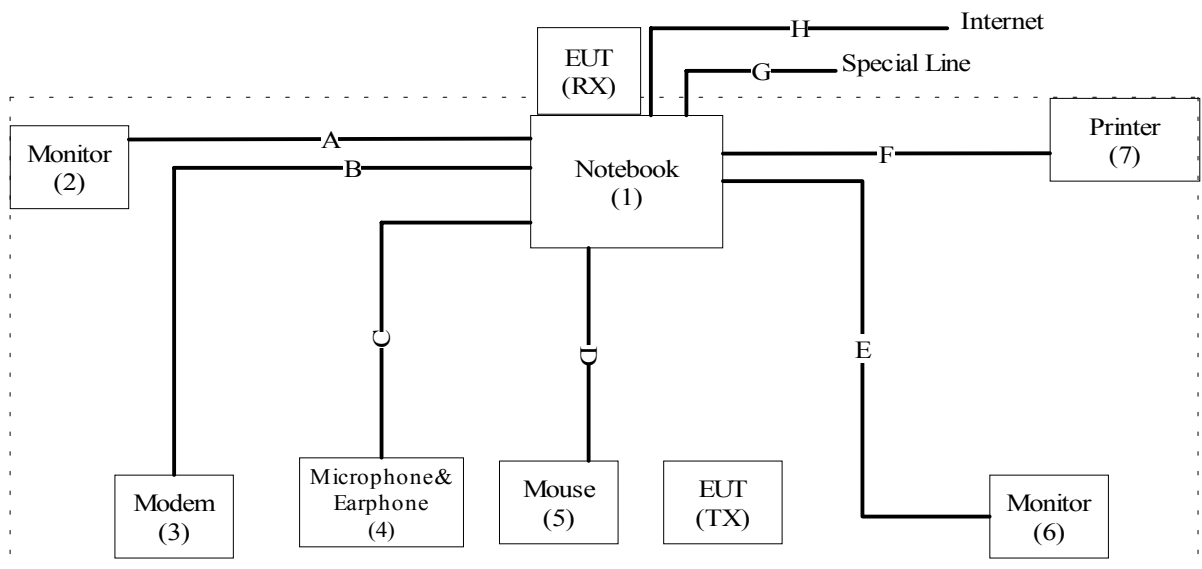 H
Internet
EUT
(RX)
G
Special Line
Monitor
(2)
A
B
Notebook
(1)
F
Printer
(7)
C
D
E
Modem
(3)
Microphone&
Earphone
(4)
Mouse
(5)
EUT
(TX)
Monitor
(6)